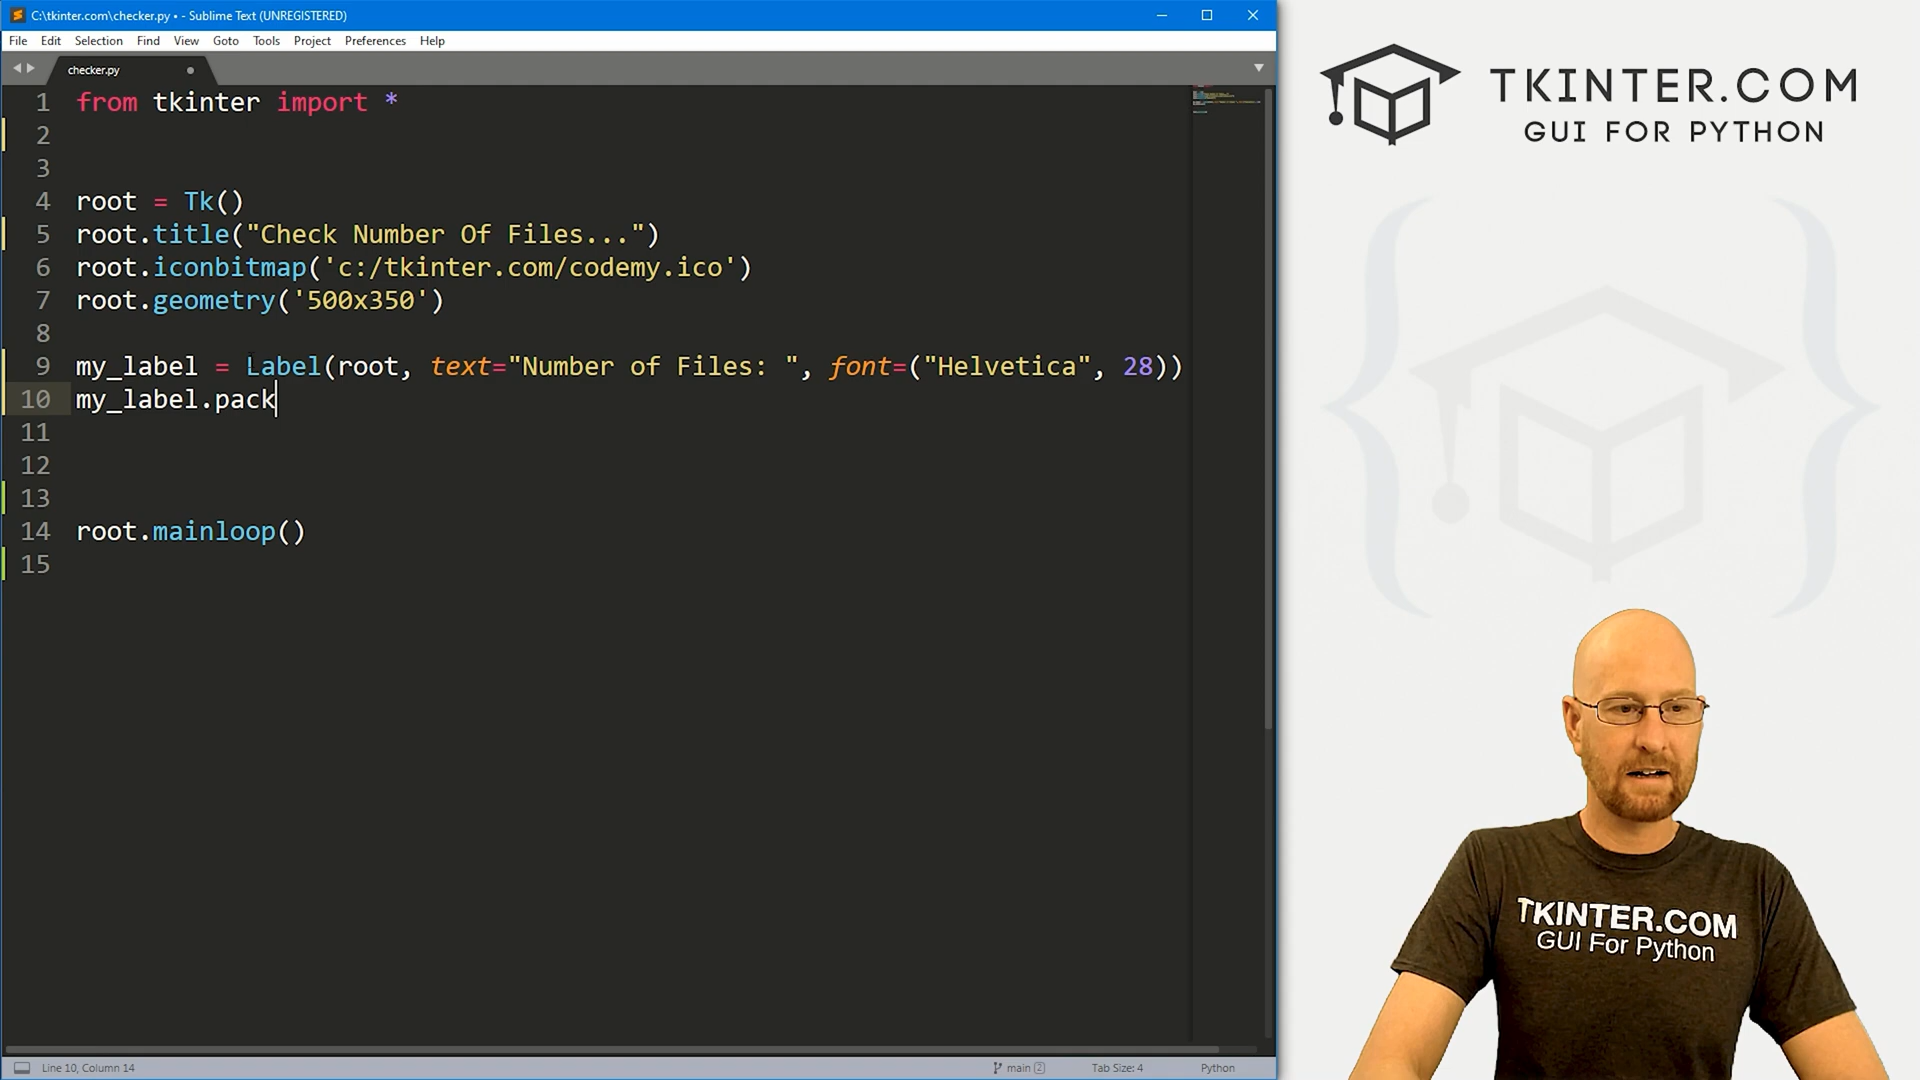 C:\tkinter.com\checker.py • - Sublime Text (UNREGISTERED)
File Edit Selection Find View Goto Tools Project Preferences Help
checker.py
1 from tkinter import *
2
3
4 root = Tk()
5 root.title("Check Number Of Files...")
6 root.iconbitmap('c:/tkinter.com/codemy.ico')
7 root.geometry('500x350')
8
9 my_label = Label(root, text="Number of Files: ", font=("Helvetica", 28))
10 my_label.pack
11
12
13
14 root.mainloop()
15
Line 10, Column 14 main 2 Tab Size: 4 Python
TKINTER.COM
GUI FOR PYTHON
TKINTER.COM
GUI For Python